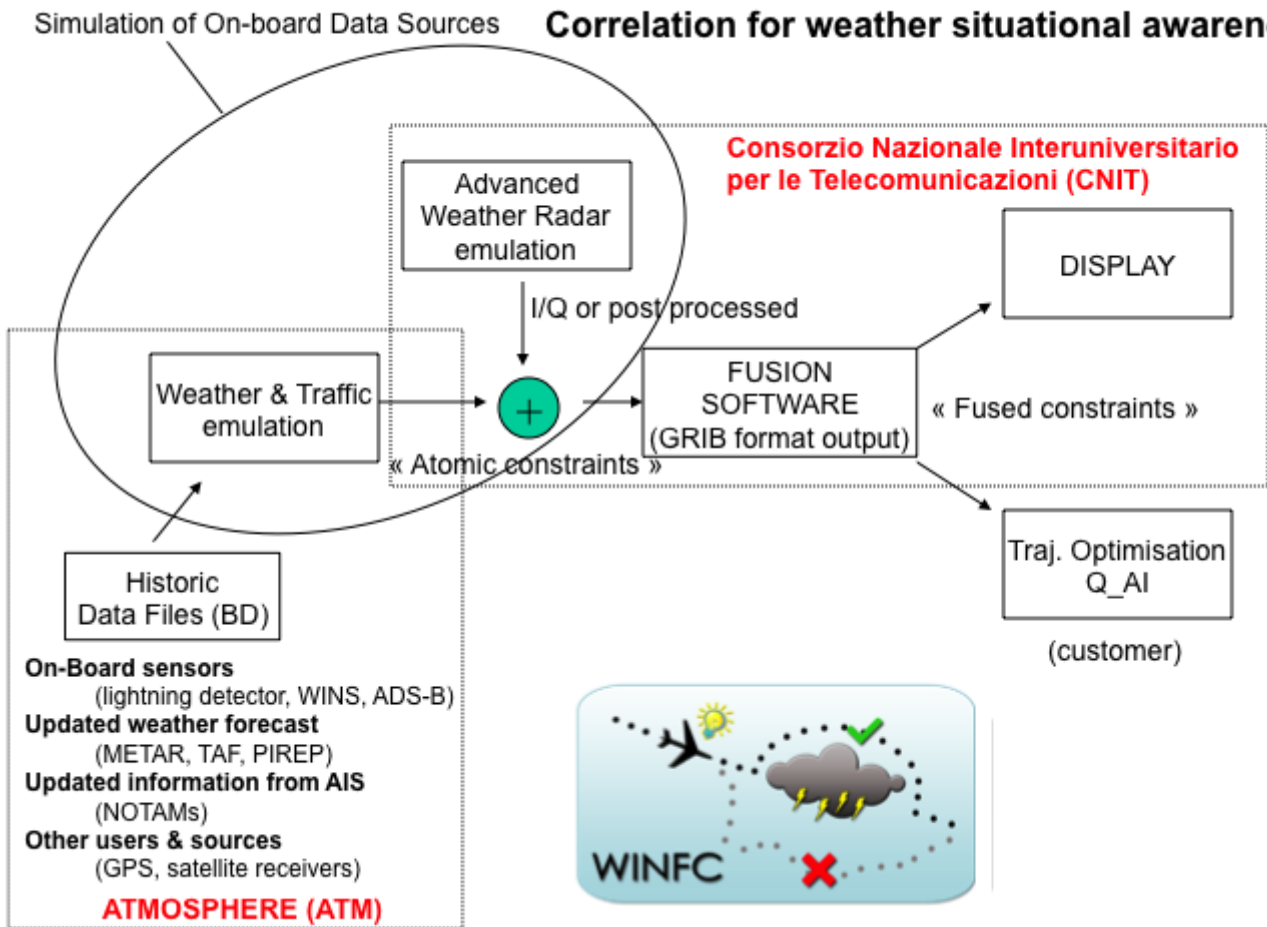 Simulation of On-board Data Sources
Correlation for weather situational awaren
Consorzio Nazionale Interuniversitario
per le Telecomunicazioni (CNIT)
Advanced
Weather Radar
emulation
DISPLAY
I/Q or post processed
Weather & Traffic
emulation
+
FUSION
SOFTWARE
(GRIB format output)
« Fused constraints »
« Atomic constraints »
Historic
Data Files (BD)
Traj. Optimisation
Q_AI
(customer)
On-Board sensors
(lightning detector, WINS, ADS-B)
Updated weather forecast
(METAR, TAF, PIREP)
Updated information from AIS
(NOTAMs)
Other users & sources
(GPS, satellite receivers)
ATMOSPHERE (ATM)
WINFC